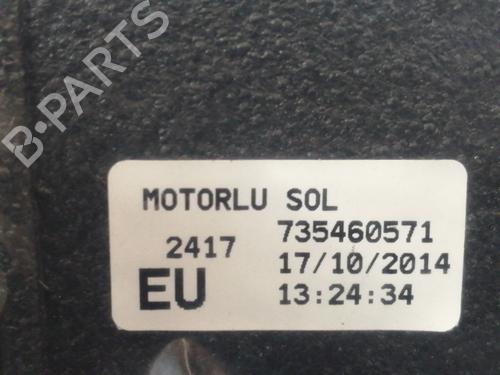 B-PARTS
MOTORLU SOL
2417 735460571
EU 17/10/2014
13:24:34